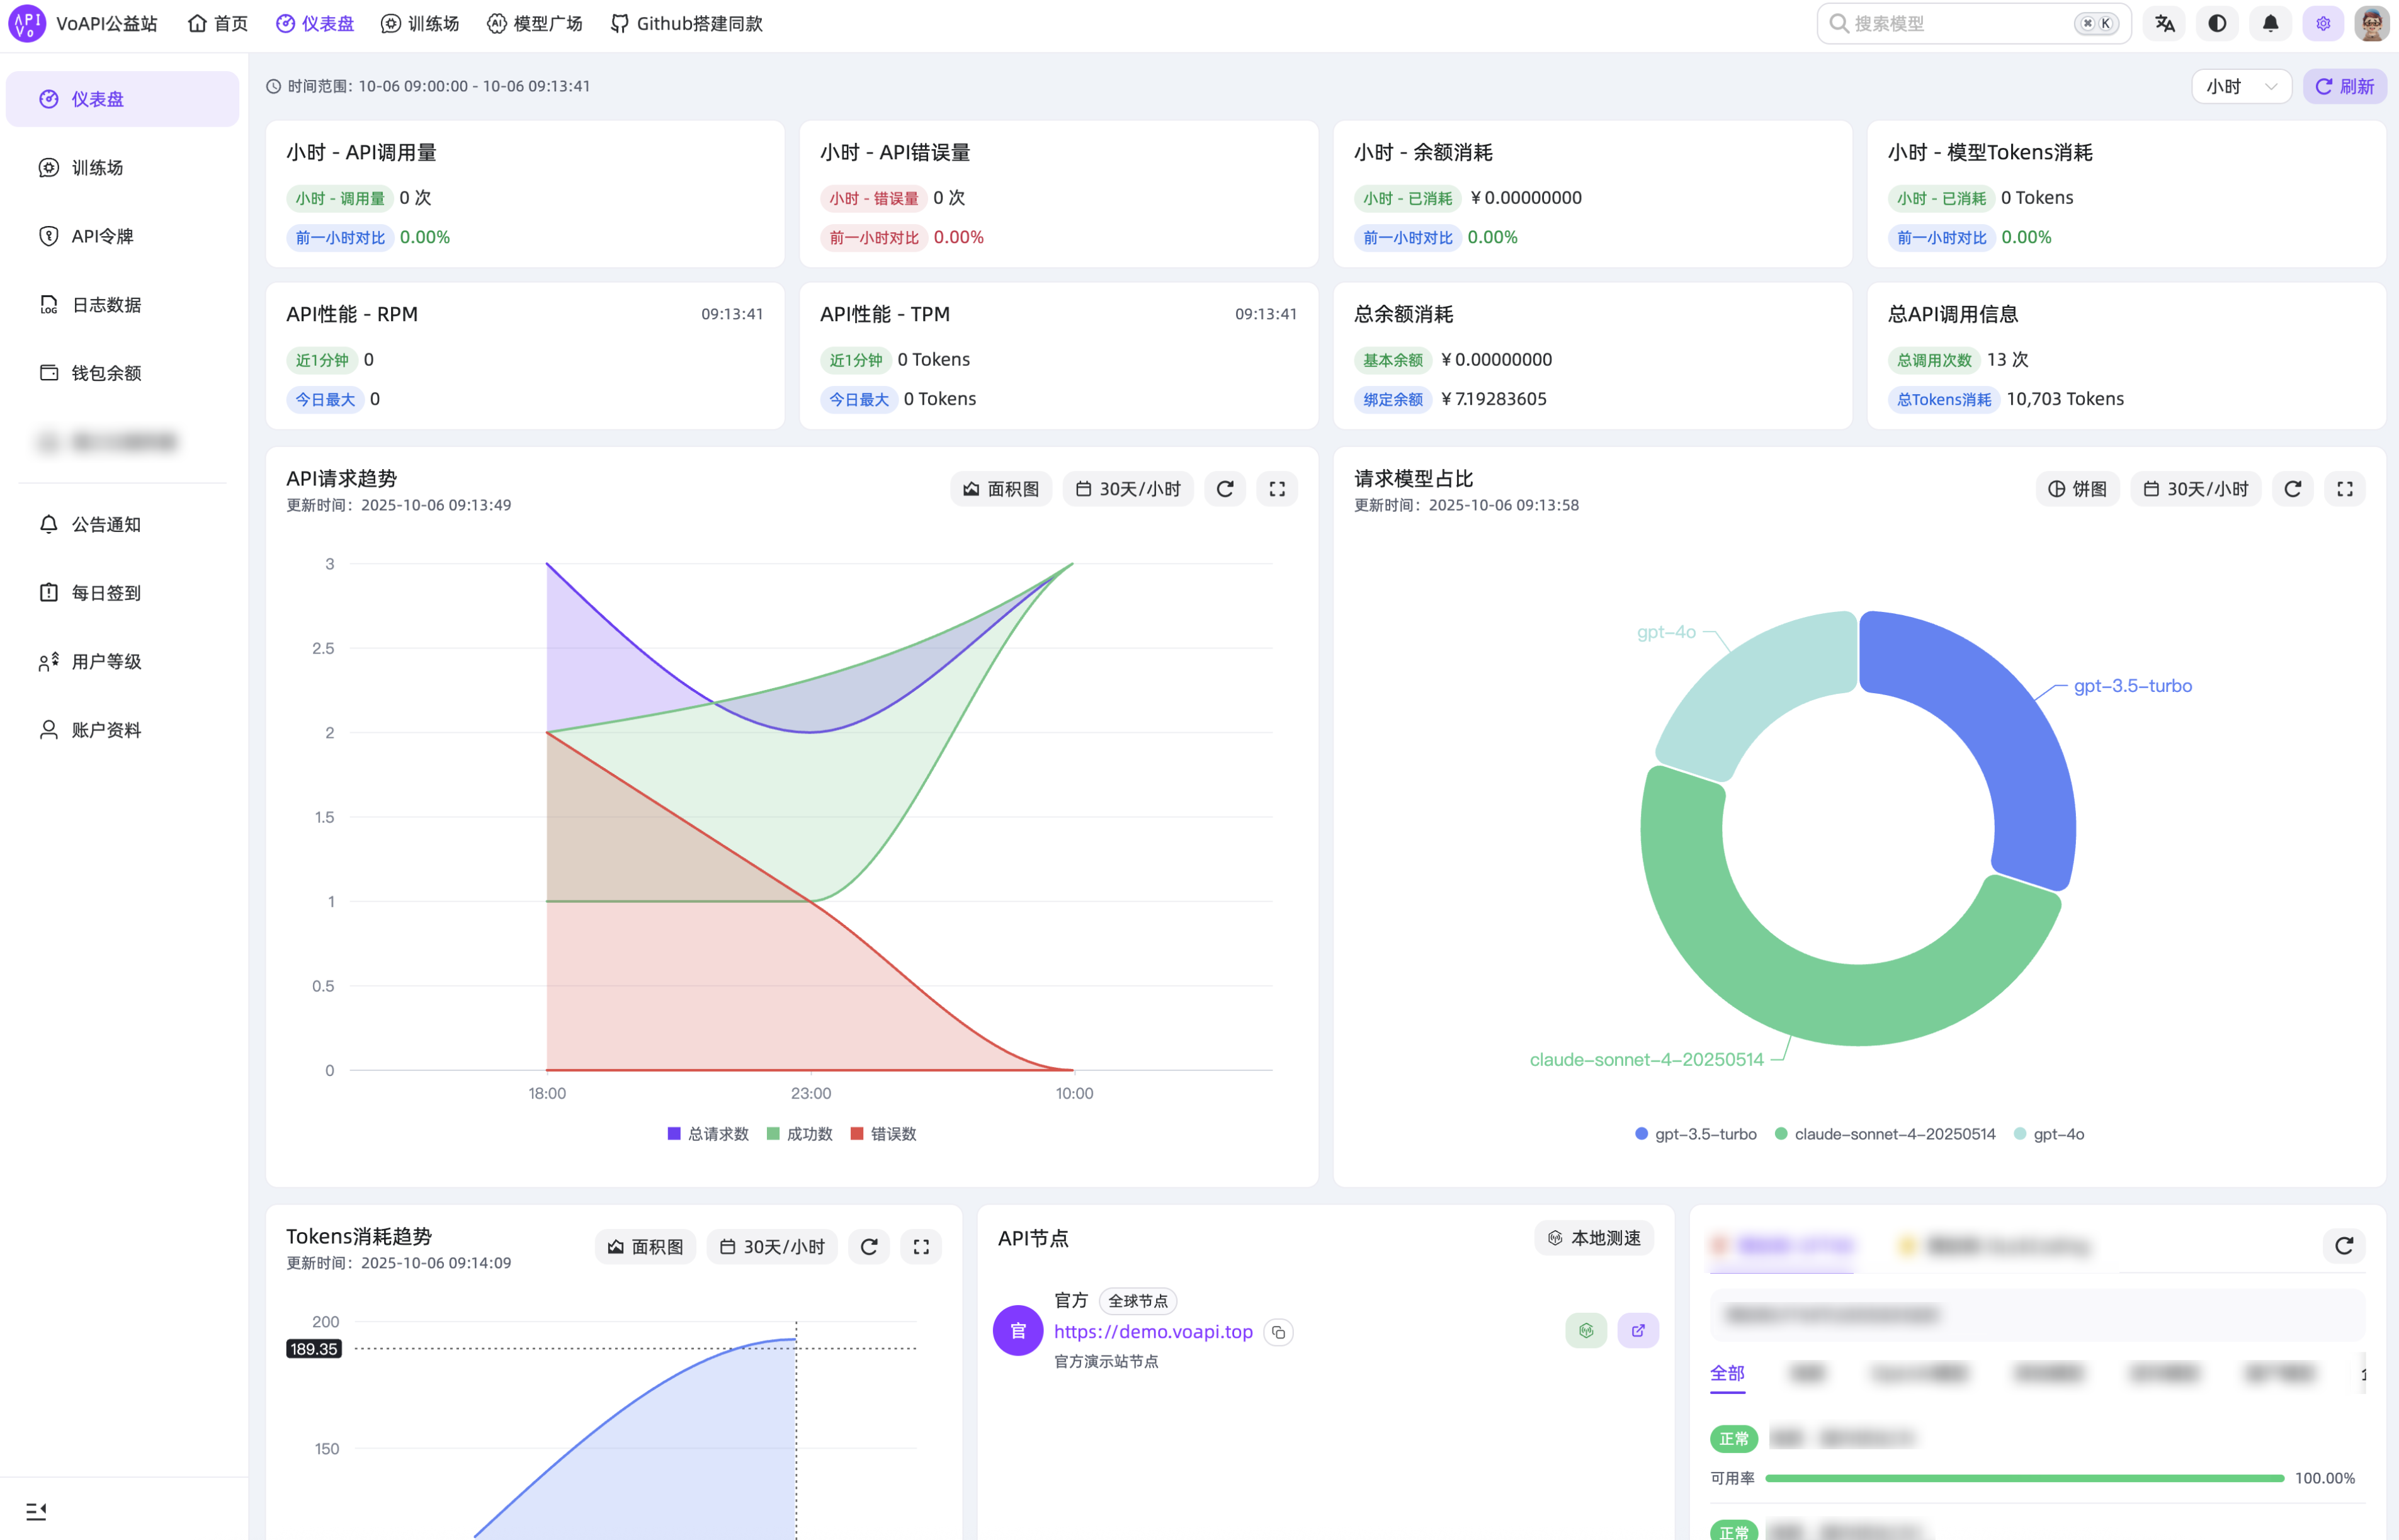 API Vo VoAPI公益站 首页 仪表盘 训练场 模型广场 Github搭建同款 搜索模型 ⌘ K
仪表盘
训练场
API令牌
日志数据
钱包余额
公告通知
每日签到
用户等级
账户资料
时间范围：10-06 09:00:00 - 10-06 09:13:41 小时 刷新
小时 - API调用量
小时 - 调用量 0 次
前一小时对比 0.00%
小时 - API错误量
小时 - 错误量 0 次
前一小时对比 0.00%
小时 - 余额消耗
小时 - 已消耗 ¥0.00000000
前一小时对比 0.00%
小时 - 模型Tokens消耗
小时 - 已消耗 0 Tokens
前一小时对比 0.00%
API性能 - RPM 09:13:41
近1分钟 0
今日最大 0
API性能 - TPM 09:13:41
近1分钟 0 Tokens
今日最大 0 Tokens
总余额消耗
基本余额 ¥0.00000000
绑定余额 ¥7.19283605
总API调用信息
总调用次数 13 次
总Tokens消耗 10,703 Tokens
API请求趋势
更新时间：2025-10-06 09:13:49
面积图 30天/小时
3
2.5
2
1.5
1
0.5
0
18:00 23:00 10:00
总请求数 成功数 错误数
请求模型占比
更新时间：2025-10-06 09:13:58
饼图 30天/小时
gpt-4o
gpt-3.5-turbo
claude-sonnet-4-20250514
gpt-3.5-turbo claude-sonnet-4-20250514 gpt-4o
Tokens消耗趋势
更新时间：2025-10-06 09:14:09
面积图 30天/小时
200
189.35
150
API节点 本地测速
官
官方 全球节点
https://demo.voapi.top
官方演示站节点
全部
正常
可用率 100.00%
正常